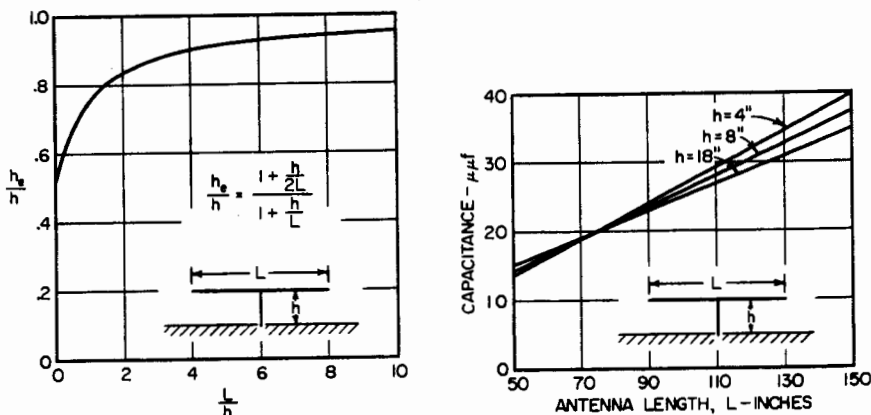 1.0
.8
.6
.4
.2
0
h_e/h
h_e/h = (1 + h/2L)/(1 + h/L)
L
h
0 2 4 6 8 10
L/h
40
30
20
10
0
CAPACITANCE - μμf
h=4"
h=8"
h=18"
L
h
50 70 90 110 130 150
ANTENNA LENGTH, L-INCHES